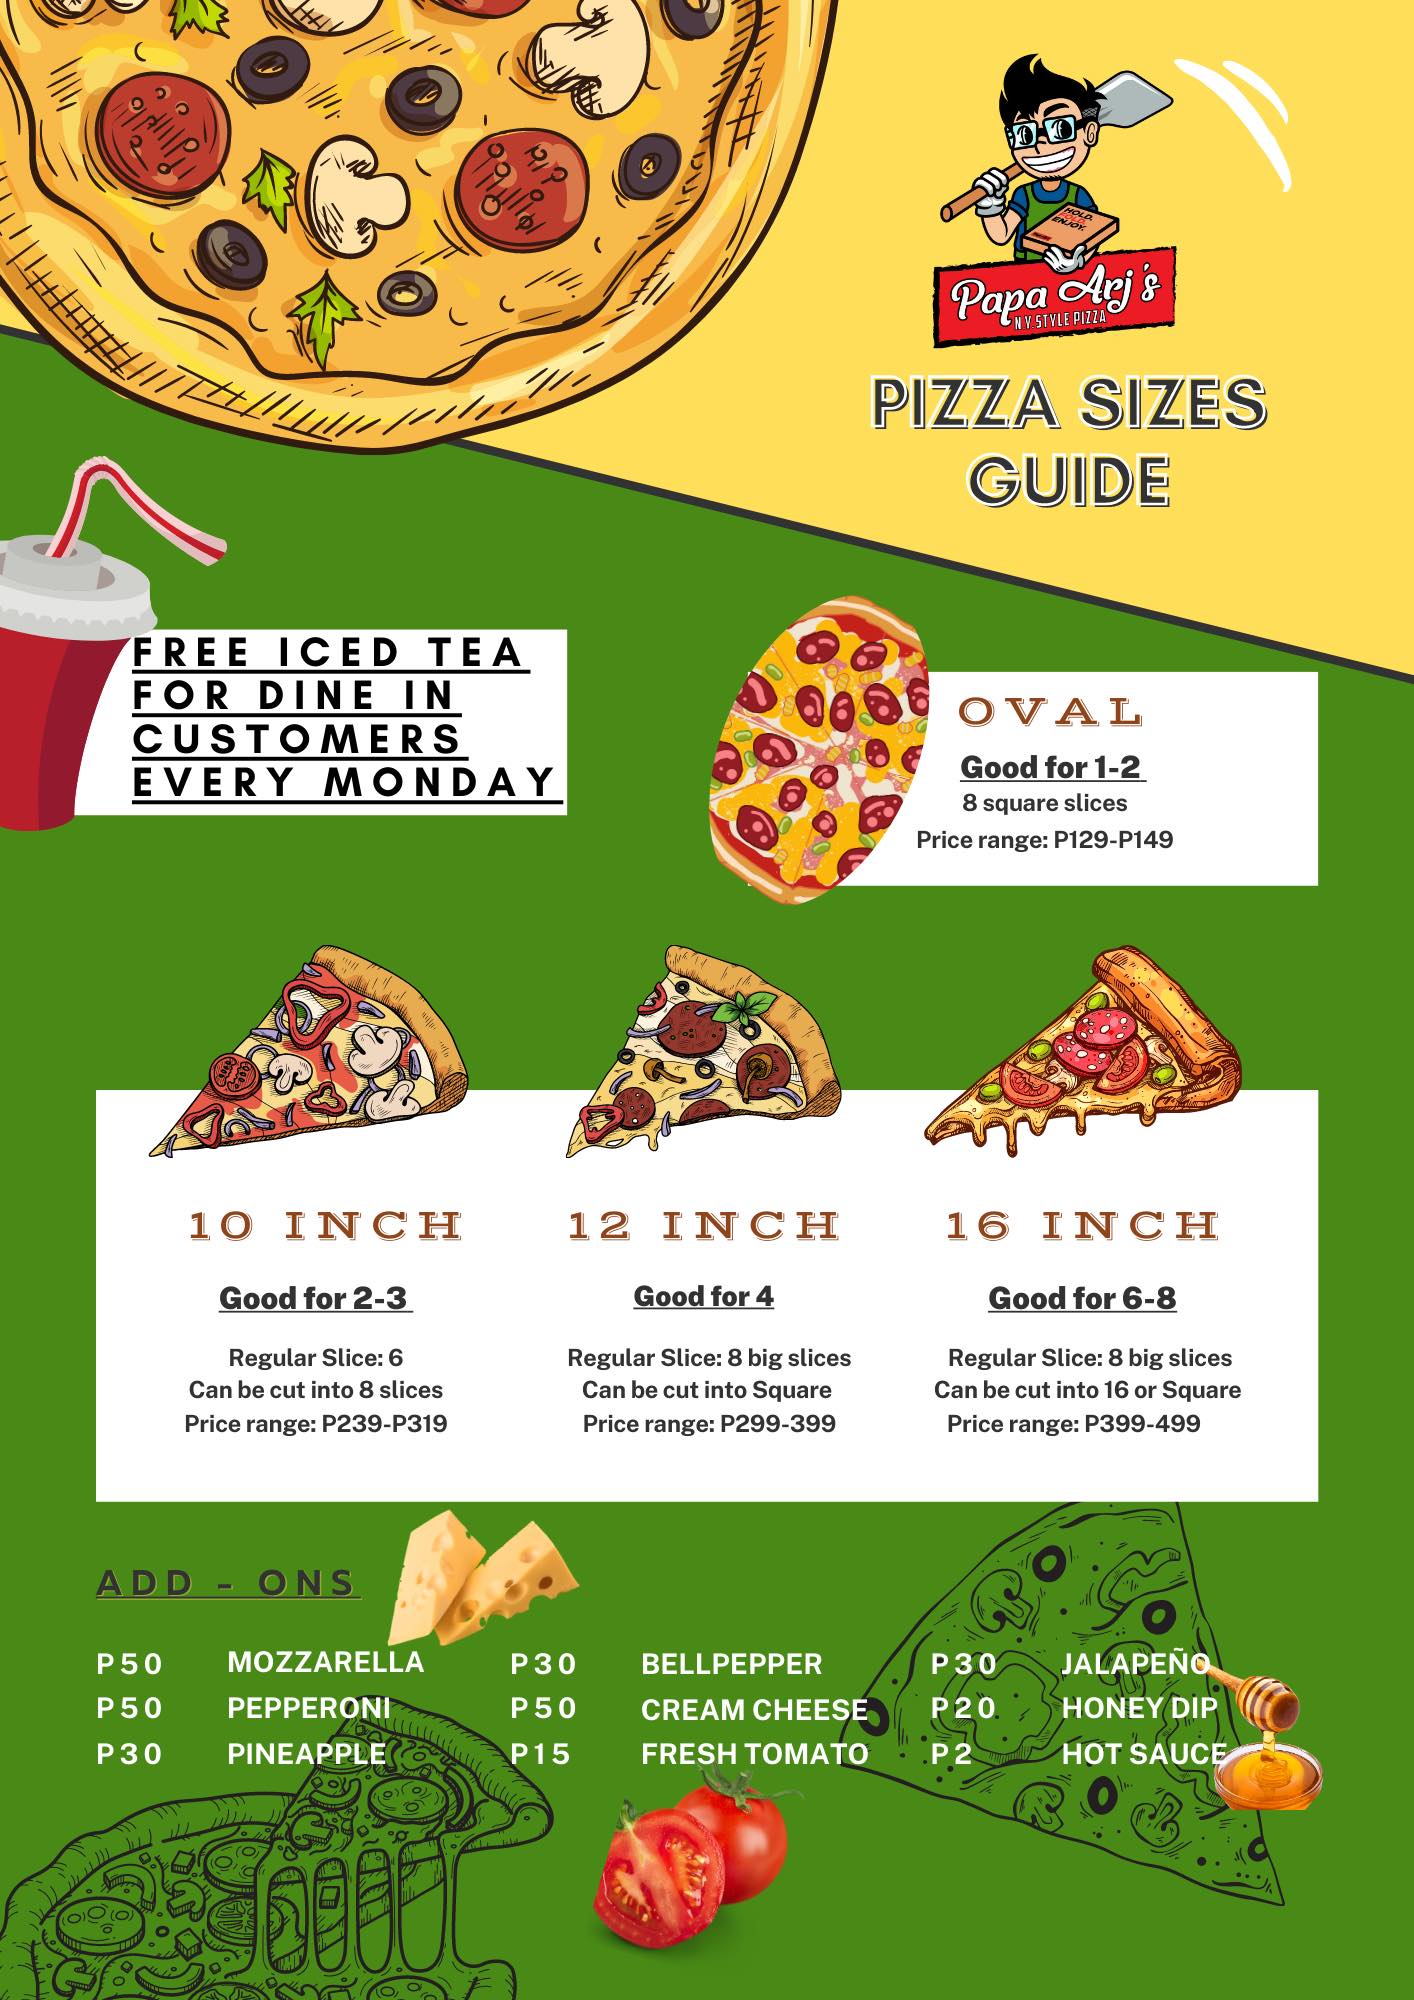 HOLD.
FOLD.
ENJOY.
Papa Arj's
N.Y.STYLE PIZZA
PIZZA SIZES
GUIDE
FREE ICED TEA
FOR DINE IN
CUSTOMERS
EVERY MONDAY
OVAL
Good for 1-2
8 square slices
Price range: P129-P149
10 INCH
Good for 2-3
Regular Slice: 6
Can be cut into 8 slices
Price range: P239-P319
12 INCH
Good for 4
Regular Slice: 8 big slices
Can be cut into Square
Price range: P299-399
16 INCH
Good for 6-8
Regular Slice: 8 big slices
Can be cut into 16 or Square
Price range: P399-499
ADD - ONS
P50 MOZZARELLA
P50 PEPPERONI
P30 PINEAPPLE
P30 BELLPEPPER
P50 CREAM CHEESE
P15 FRESH TOMATO
P30 JALAPEÑO
P20 HONEY DIP
P2 HOT SAUCE